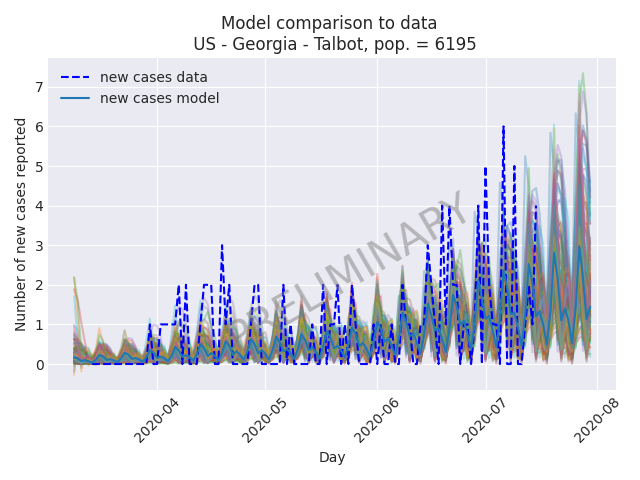 Model comparison to data
US - Georgia - Talbot, pop. = 6195
new cases data
new cases model
Number of new cases reported
7
6
5
4
3
2
1
0
PRELIMINARY
2020-04
2020-05
2020-06
2020-07
2020-08
Day